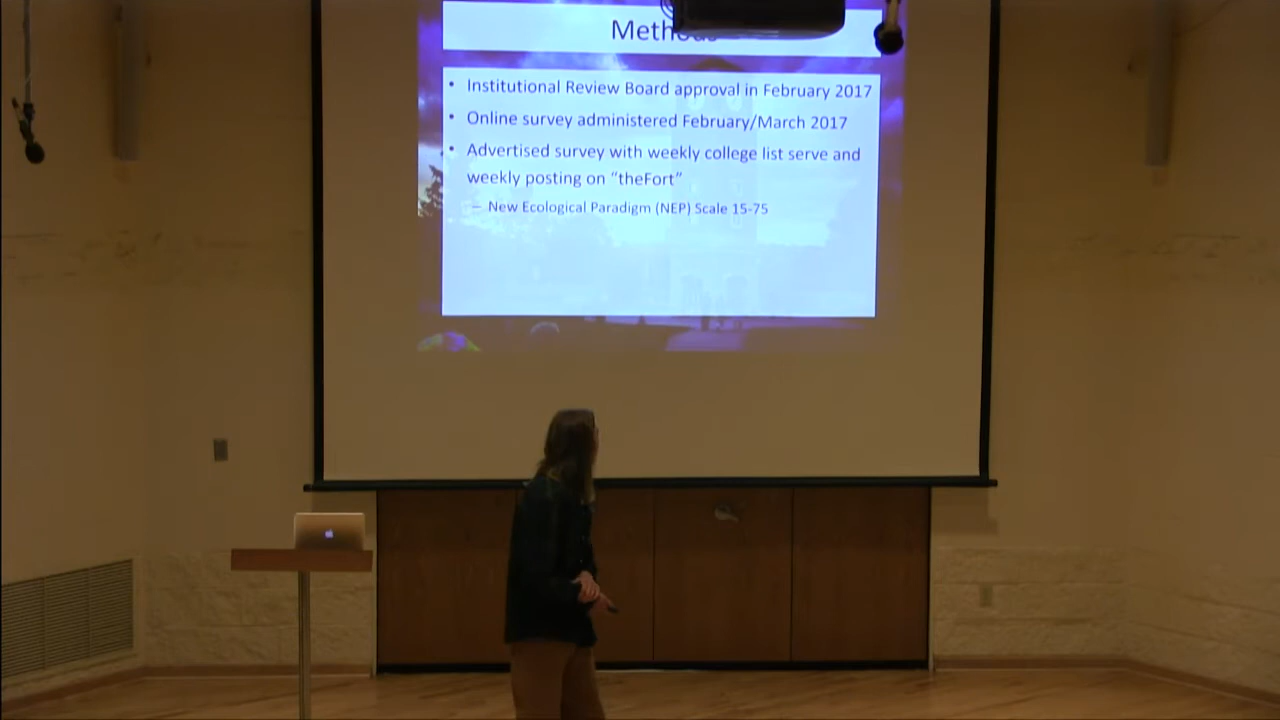 Methods
• Institutional Review Board approval in February 2017
• Online survey administered February/March 2017
• Advertised survey with weekly college list serve and
weekly posting on “theFort”
– New Ecological Paradigm (NEP) Scale 15-75